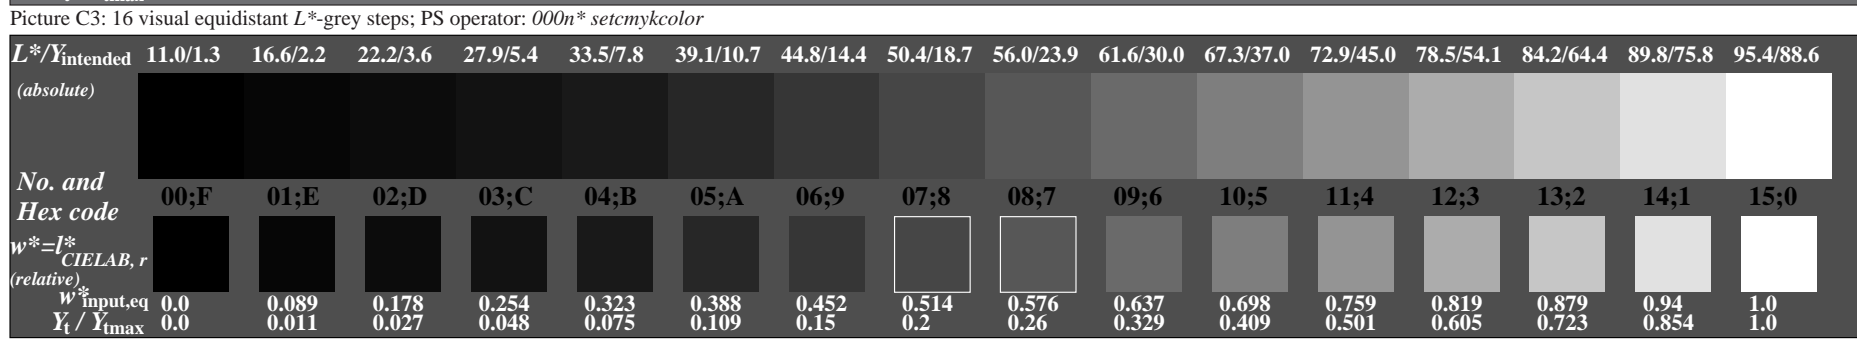 Picture C3: 16 visual equidistant L*-grey steps; PS operator: 000n* setcmykcolor
L*/Yintended 11.0/1.3 16.6/2.2 22.2/3.6 27.9/5.4 33.5/7.8 39.1/10.7 44.8/14.4 50.4/18.7 56.0/23.9 61.6/30.0 67.3/37.0 72.9/45.0 78.5/54.1 84.2/64.4 89.8/75.8 95.4/88.6
(absolute)
No. and
Hex code
00;F 01;E 02;D 03;C 04;B 05;A 06;9 07;8 08;7 09;6 10;5 11;4 12;3 13;2 14;1 15;0
w*=l*CIELAB, r
(relative)
w*input,eq 0.0 0.089 0.178 0.254 0.323 0.388 0.452 0.514 0.576 0.637 0.698 0.759 0.819 0.879 0.94 1.0
Yt / Ytmax 0.0 0.011 0.027 0.048 0.075 0.109 0.15 0.2 0.26 0.329 0.409 0.501 0.605 0.723 0.854 1.0